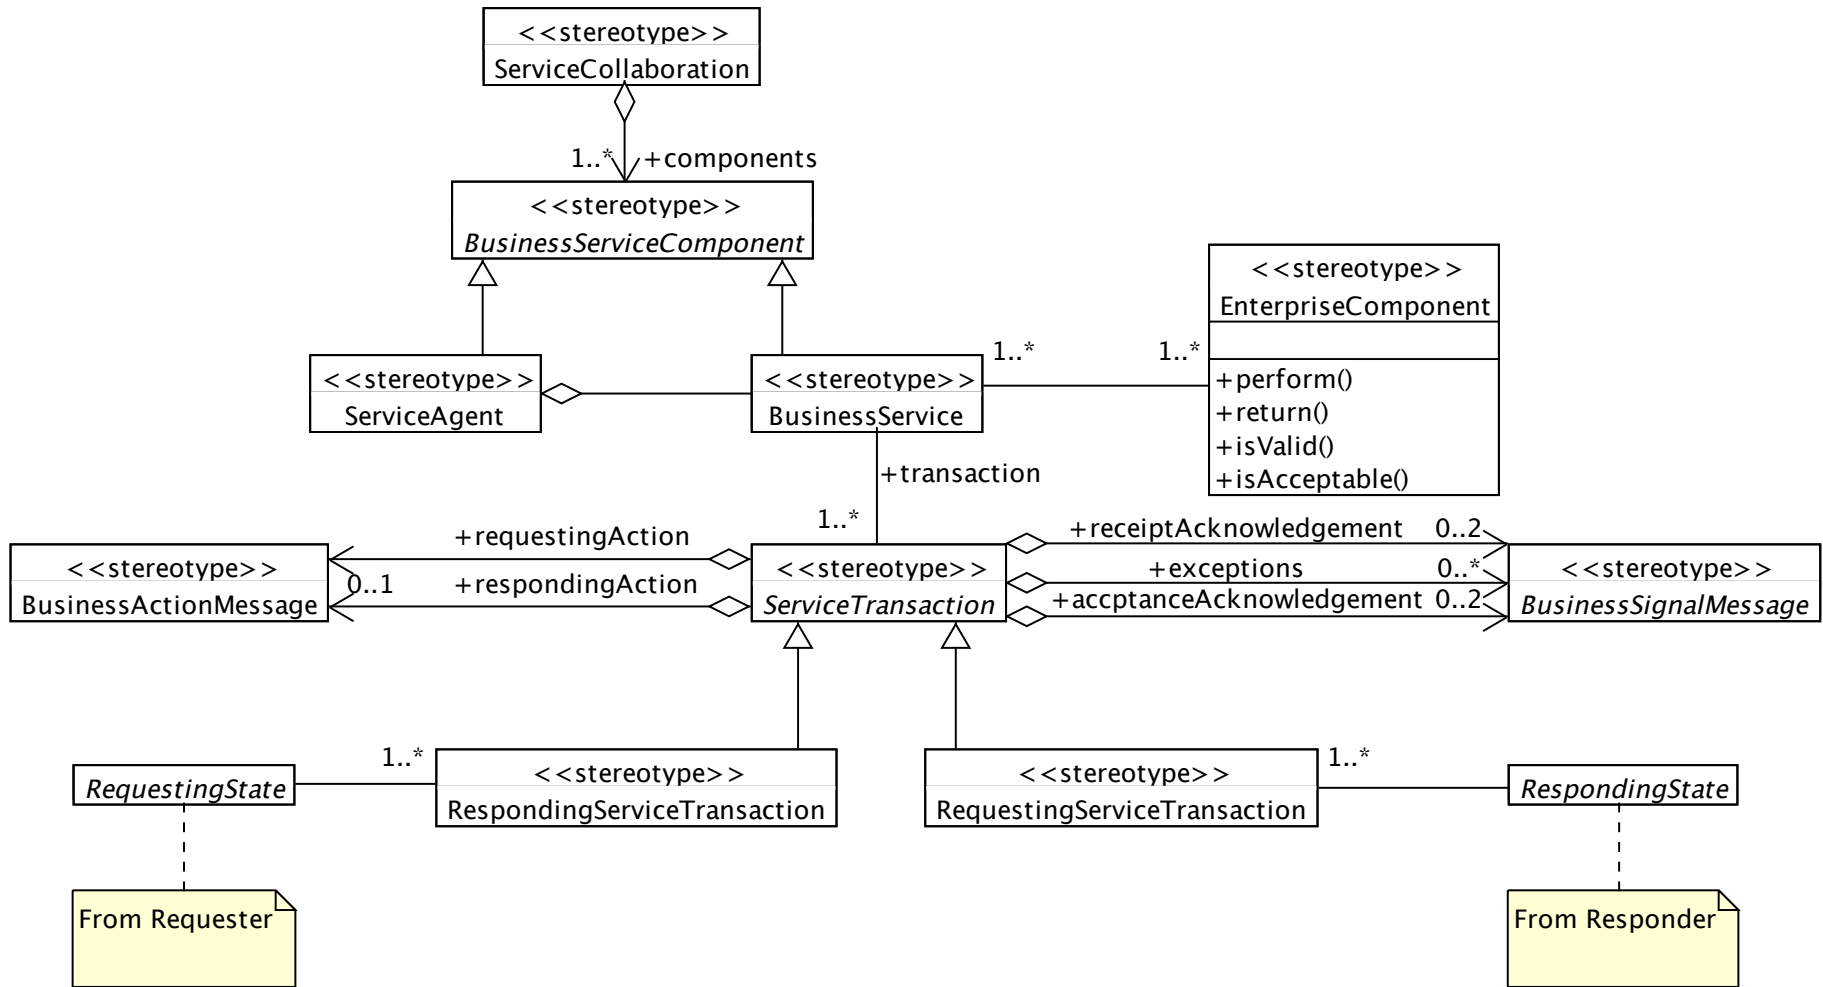 <<stereotype>>
ServiceCollaboration
1..*
+components
<<stereotype>>
BusinessServiceComponent
<<stereotype>>
EnterpriseComponent
+perform()
+return()
+isValid()
+isAcceptable()
<<stereotype>>
ServiceAgent
<<stereotype>>
BusinessService
1..*
1..*
+transaction
1..*
<<stereotype>>
BusinessActionMessage
+requestingAction
0..1
+respondingAction
<<stereotype>>
ServiceTransaction
+receiptAcknowledgement
0..2
+exceptions
0..*
+accptanceAcknowledgement
0..2
<<stereotype>>
BusinessSignalMessage
RequestingState
1..*
<<stereotype>>
RespondingServiceTransaction
<<stereotype>>
RequestingServiceTransaction
1..*
RespondingState
From Requester
From Responder